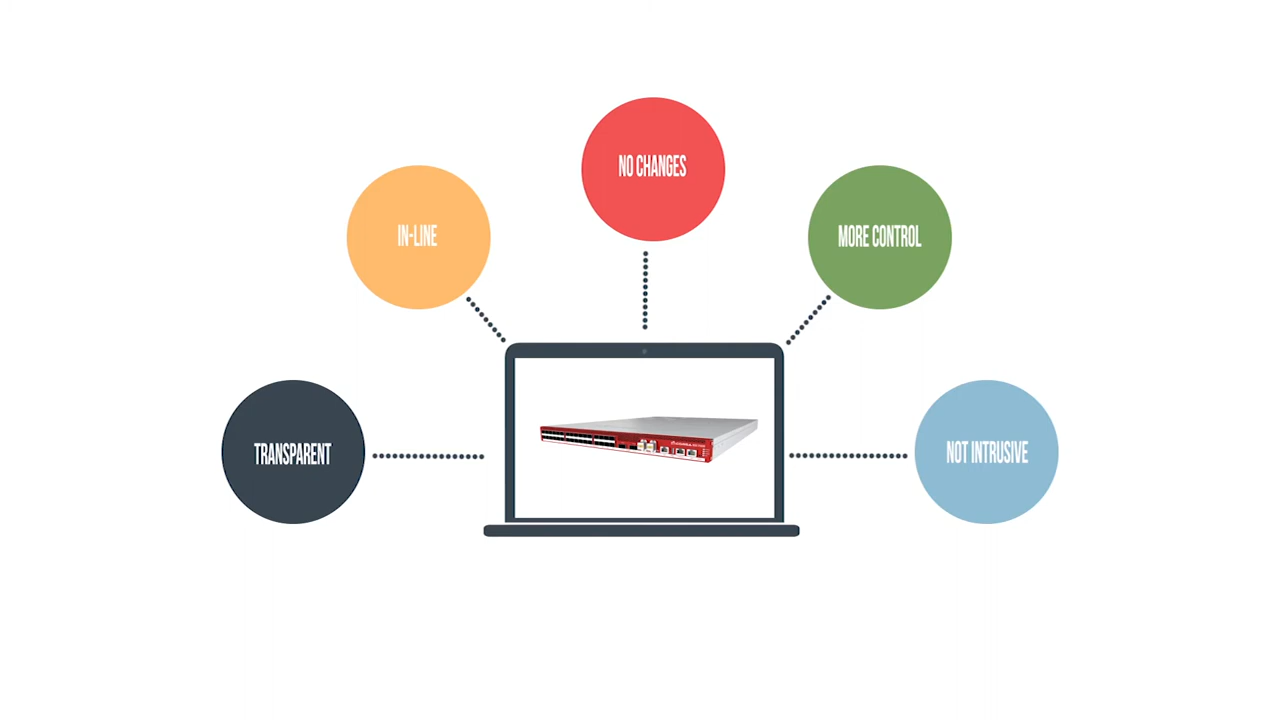 NO CHANGES
IN-LINE
MORE CONTROL
TRANSPARENT
NOT INTRUSIVE